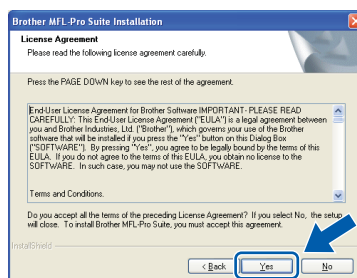 Brother MFL-Pro Suite Installation
License Agreement
Please read the following license agreement carefully.
Press the PAGE DOWN key to see the rest of the agreement.
End-User License Agreement for Brother Software IMPORTANT - PLEASE READ
CAREFULLY: This End-User License Agreement ("EULA") is a legal agreement between
you and Brother Industries, Ltd. ("Brother"), which governs your use of the Brother
software that will be installed if you press the "Yes" button on this Dialog Box
("SOFTWARE"). By pressing "Yes", you agree to be legally bound by the terms of this
EULA. If you do not agree to the terms of this EULA, you obtain no license to the
SOFTWARE. In such case, you may not use the SOFTWARE.
Terms and Conditions.
Do you accept all the terms of the preceding License Agreement? If you select No, the setup
will close. To install Brother MFL-Pro Suite, you must accept this agreement.
InstallShield
< Back
Yes
No